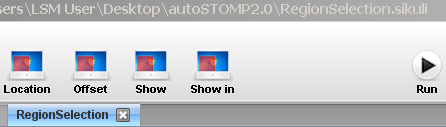 sers\LSM User\Desktop\autoSTOMP2.0\RegionSelection.sikuli
Location Offset Show Show in Run
RegionSelection